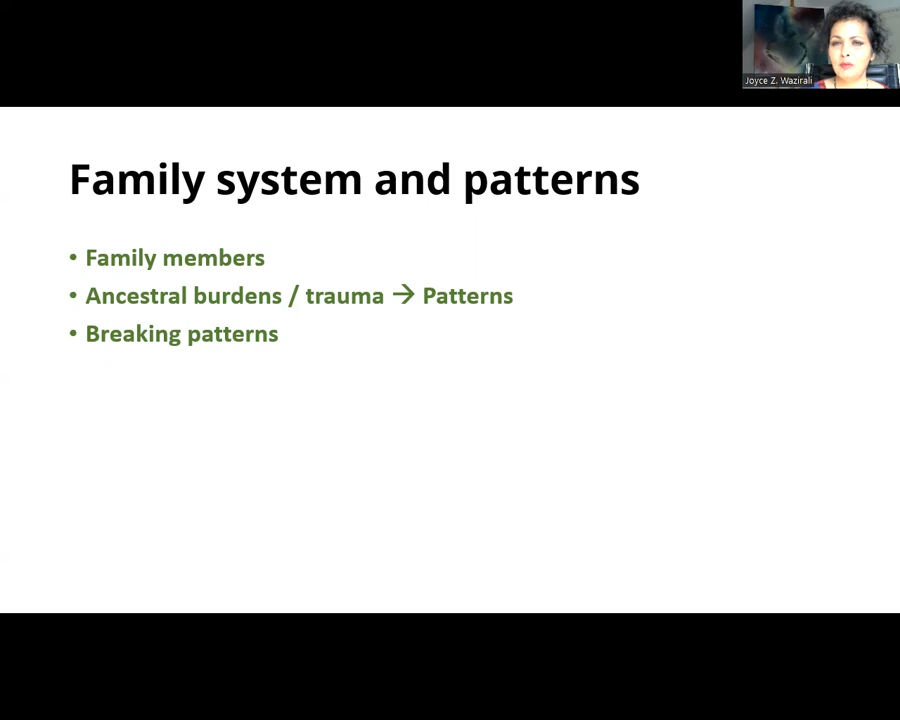 Joyce Z. Wazirali
Family system and patterns
• Family members
• Ancestral burdens / trauma → Patterns
• Breaking patterns